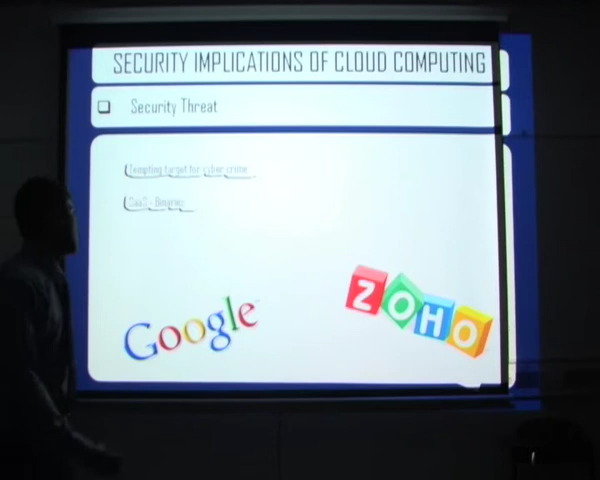 SECURITY IMPLICATIONS OF CLOUD COMPUTING
Security Threat
Tempting target for cyber crime
SaaS - Binaries
Google
ZOHO